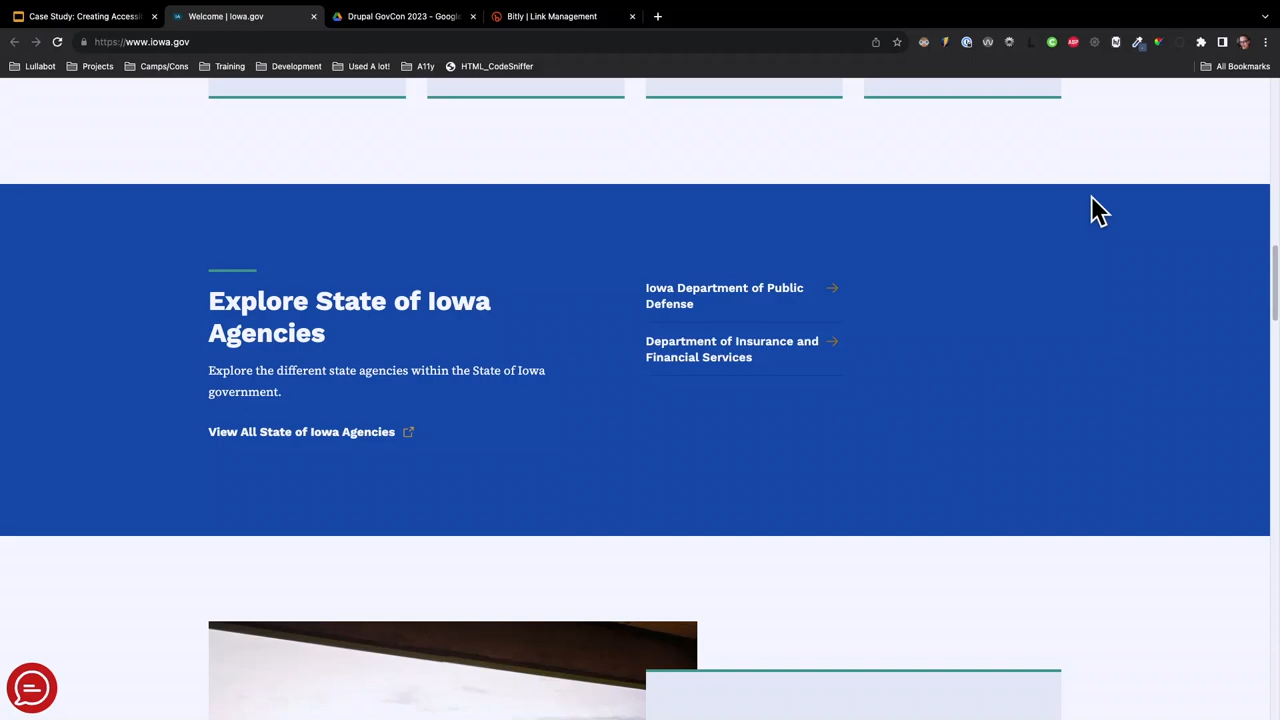 Case Study: Creating Accessi
Welcome | Iowa.gov
Drupal GovCon 2023 - Google
Bitly | Link Management
https://www.iowa.gov
Lullabot
Projects
Camps/Cons
Training
Development
Used A lot!
A11y
HTML_CodeSniffer
All Bookmarks
Explore State of Iowa
Agencies
Explore the different state agencies within the State of Iowa
government.
View All State of Iowa Agencies
Iowa Department of Public
Defense
Department of Insurance and
Financial Services